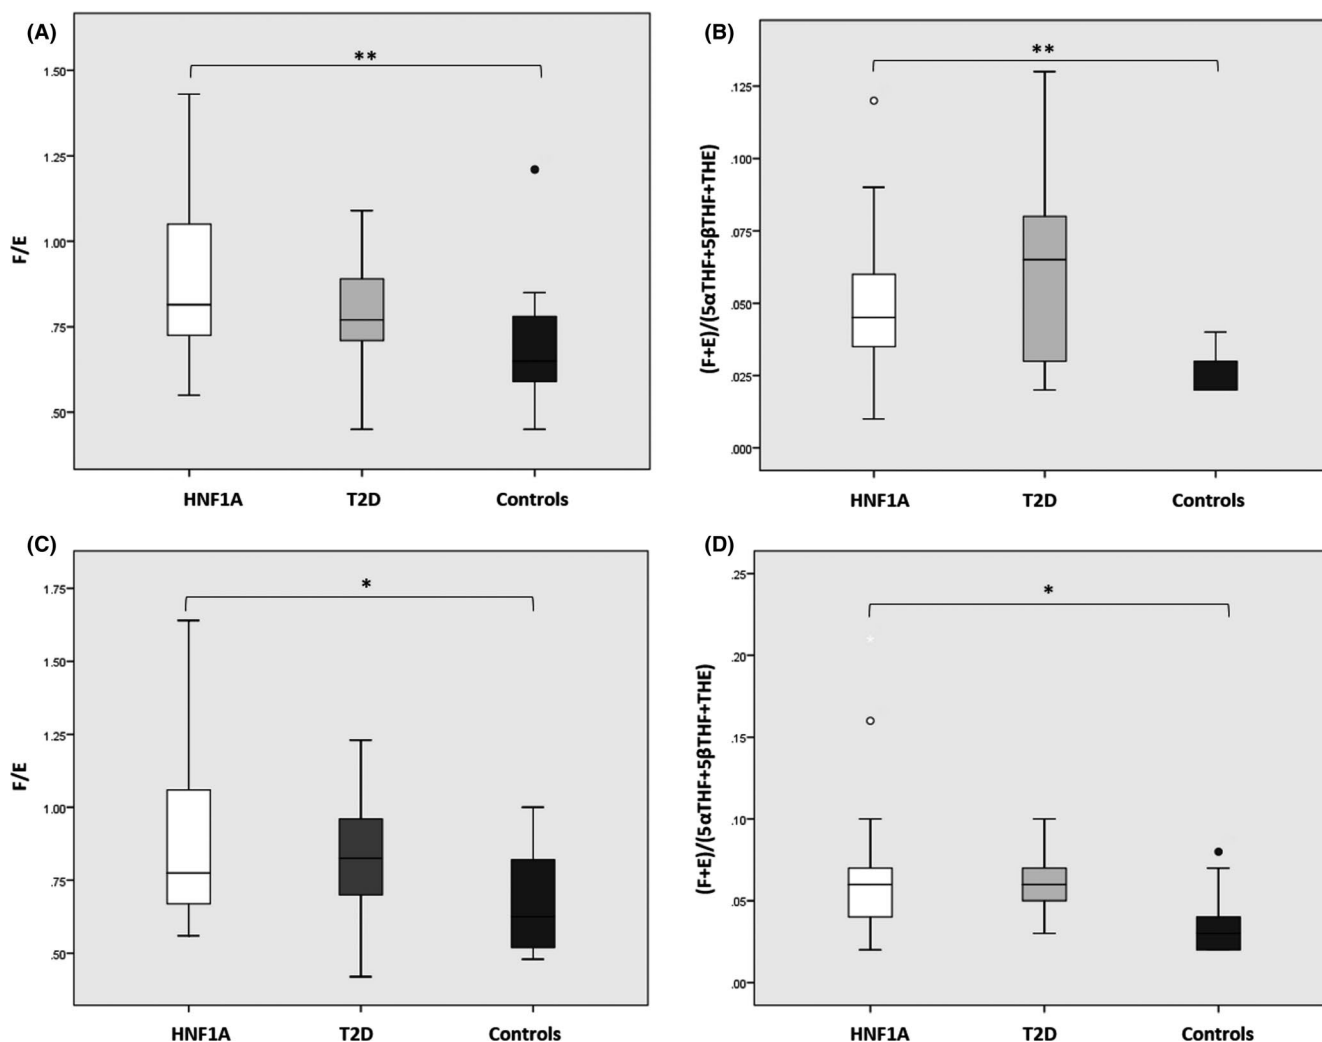 (A)
**
1.50
1.25
1.00
.75
.50
F/E
HNF1A T2D Controls
(B)
**
.125
.100
.075
.050
.025
.000
(F+E)/(5αTHF+5βTHF+THE)
HNF1A T2D Controls
(C)
*
1.75
1.50
1.25
1.00
.75
.50
F/E
HNF1A T2D Controls
(D)
*
.25
.20
.15
.10
.05
.00
(F+E)/(5αTHF+5βTHF+THE)
HNF1A T2D Controls